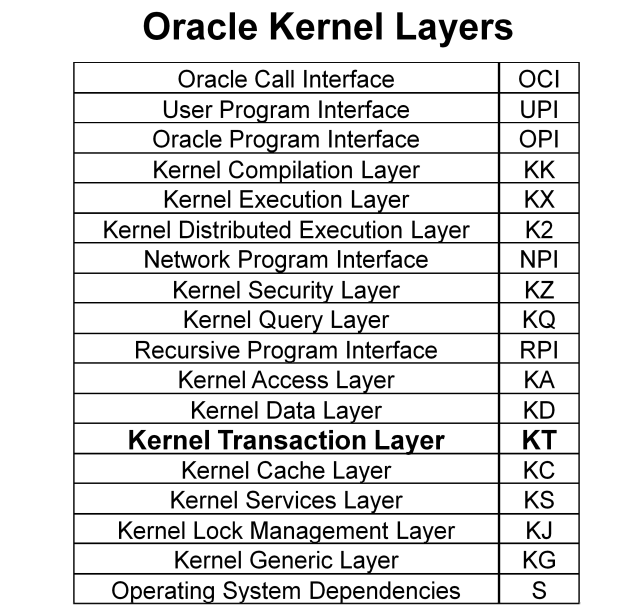 Oracle Kernel Layers
Oracle Call Interface OCI
User Program Interface UPI
Oracle Program Interface OPI
Kernel Compilation Layer KK
Kernel Execution Layer KX
Kernel Distributed Execution Layer K2
Network Program Interface NPI
Kernel Security Layer KZ
Kernel Query Layer KQ
Recursive Program Interface RPI
Kernel Access Layer KA
Kernel Data Layer KD
Kernel Transaction Layer KT
Kernel Cache Layer KC
Kernel Services Layer KS
Kernel Lock Management Layer KJ
Kernel Generic Layer KG
Operating System Dependencies S